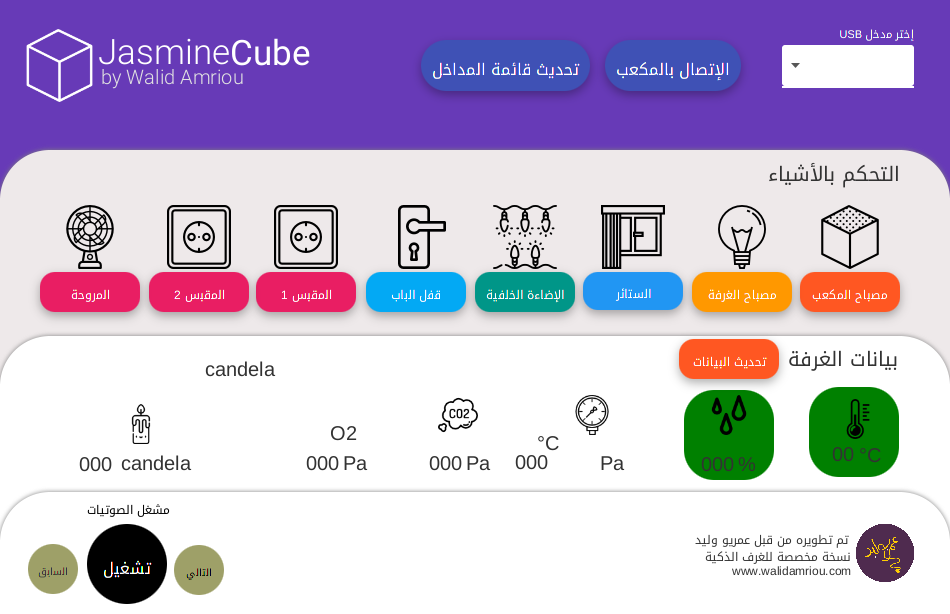 JasmineCube
by Walid Amriou
إختر مدخل USB
الإتصال بالمكعب
تحديث قائمة المداخل
التحكم بالأشياء
مصباح المكعب
مصباح الغرفة
الستائر
الإضاءة الخلفية
قفل الباب
المقبس 1
المقبس 2
المروحة
بيانات الغرفة
تحديث البيانات
candela
CO2
O2
°C
00 °C
000 %
Pa
000
000 Pa
000 Pa
000 candela
مشغل الصوتيات
السابق
تشغيل
التالي
تم تطويره من قبل عمريو وليد
نسخة مخصصة للغرف الذكية
www.walidamriou.com